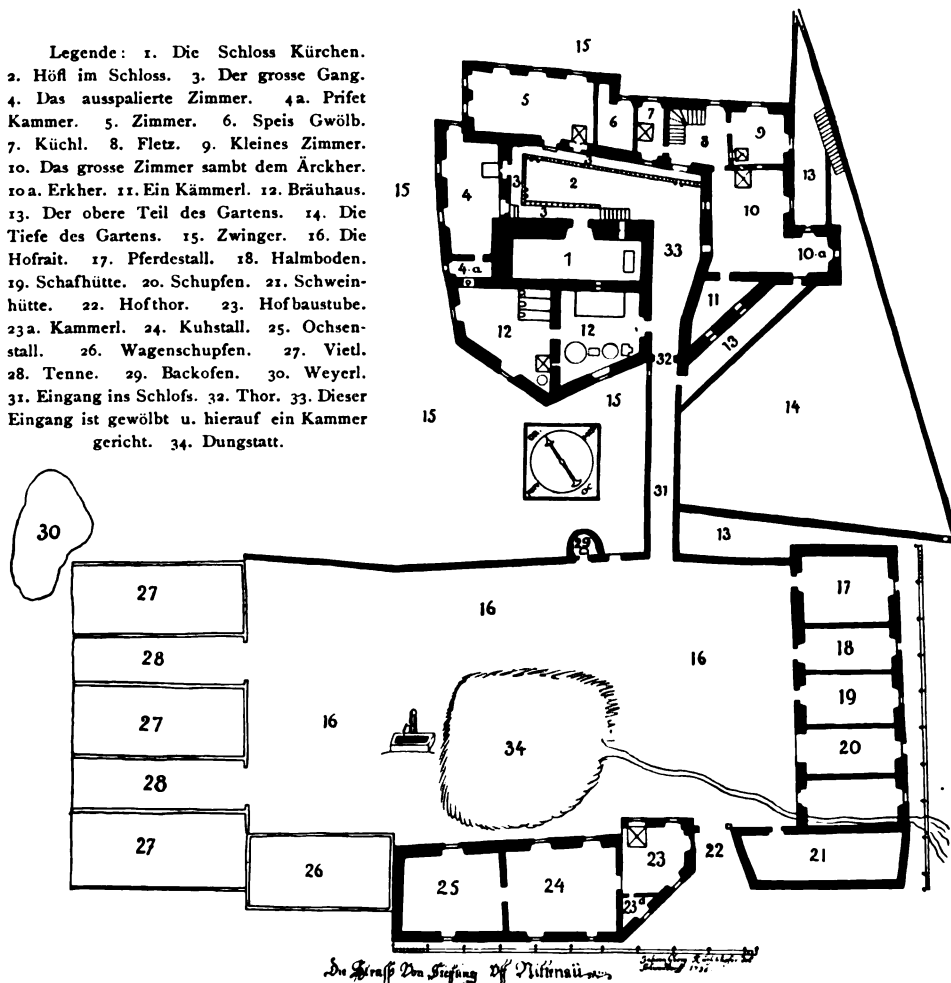 Legende: 1. Die Schloss Kürchen.
2. Höfl im Schloss. 3. Der grosse Gang.
4. Das ausspalierte Zimmer. 4a. Prifet
Kammer. 5. Zimmer. 6. Speis Gwölb.
7. Küchl. 8. Fletz. 9. Kleines Zimmer.
10. Das grosse Zimmer sambt dem Ärckher.
10a. Erkher. 11. Ein Kämmerl. 12. Bräuhaus.
13. Der obere Teil des Gartens. 14. Die
Tiefe des Gartens. 15. Zwinger. 16. Die
Hofrait. 17. Pferdestall. 18. Halmboden.
19. Schafhütte. 20. Schupfen. 21. Schwein-
hütte. 22. Hofthor. 23. Hofbaustube.
23a. Kammerl. 24. Kuhstall. 25. Ochsen-
stall. 26. Wagenschupfen. 27. Vietl.
28. Tenne. 29. Backofen. 30. Weyerl.
31. Eingang ins Schlofs. 32. Thor. 33. Dieser
Eingang ist gewölbt u. hierauf ein Kammer
gericht. 34. Dungstatt.
15
5 6 7 8 9
15 4 13 3 2 13
3 10
33
1 10·a
4·a
11
12 12 13
32
15 15 14
31
30 29 13
27 16 17
28 16 18
27 16 34 19
28 20
27 26 25 24 23 22 21
23a
Die Strass Von